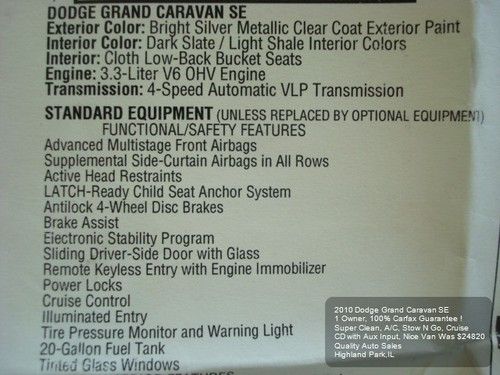 DODGE GRAND CARAVAN SE
Exterior Color: Bright Silver Metallic Clear Coat Exterior Paint
Interior Color: Dark Slate / Light Shale Interior Colors
Interior: Cloth Low-Back Bucket Seats
Engine: 3.3-Liter V6 OHV Engine
Transmission: 4-Speed Automatic VLP Transmission
STANDARD EQUIPMENT (UNLESS REPLACED BY OPTIONAL EQUIPMENT)
FUNCTIONAL/SAFETY FEATURES
Advanced Multistage Front Airbags
Supplemental Side-Curtain Airbags in All Rows
Active Head Restraints
LATCH-Ready Child Seat Anchor System
Antilock 4-Wheel Disc Brakes
Brake Assist
Electronic Stability Program
Sliding Driver-Side Door with Glass
Remote Keyless Entry with Engine Immobilizer
Power Locks
Cruise Control
Illuminated Entry
Tire Pressure Monitor and Warning Light
20-Gallon Fuel Tank
Tinted Glass Windows
FEATURES
2010 Dodge Grand Caravan SE
1 Owner, 100% Carfax Guarantee !
Super Clean, A/C, Stow N Go, Cruise
CD with Aux Input, Nice Van Was $24820
Quality Auto Sales
Highland Park,IL